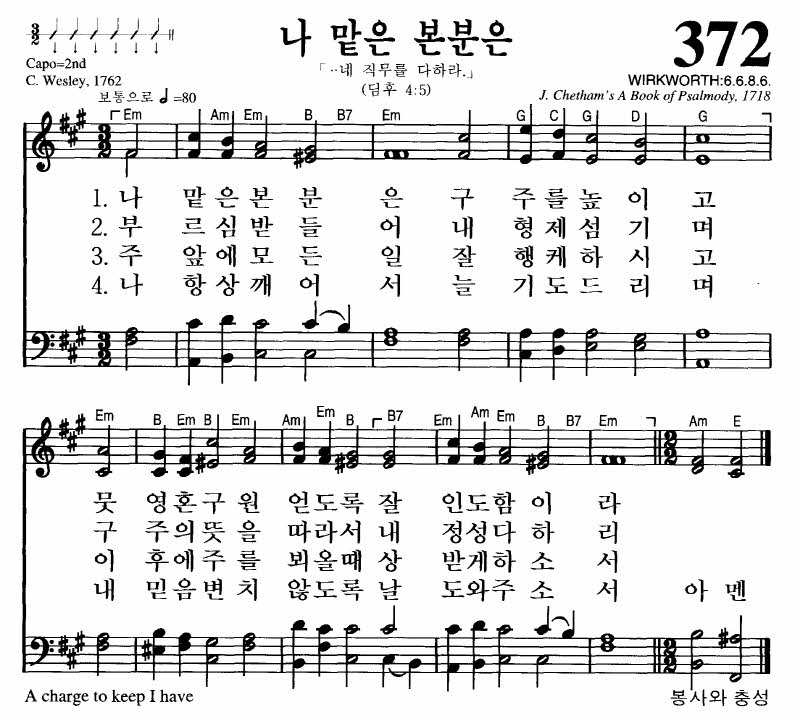 3/2
나 맡은 본분은
372
Capo=2nd
「··네 직무를 다하라.」
C. Wesley, 1762
(딤후 4:5)
WIRKWORTH:6.6.8.6.
보통으로 =80
J. Chetham's A Book of Psalmody, 1718
Em Am Em B B7 Em G C G D G
3/2
1. 나 맡은본분 은구 주를높이고
2. 부 르심받들 어내 형제섬기며
3. 주 앞에모든 일잘 행케하시고
4. 나 항상깨어 서늘 기도드리며
3/2
Em B Em B Em Am Em B B7 Em Am Em B B7 Em Am E
2/2
뭇 영혼구원 얻도록잘 인도함이라
구 주의뜻을 따라서내 정성다하리
이 후에주를 뵈올때상 받게하소서
내 믿음변치 않도록날 도와주소서 아멘
2/2
A charge to keep I have
봉사와 충성